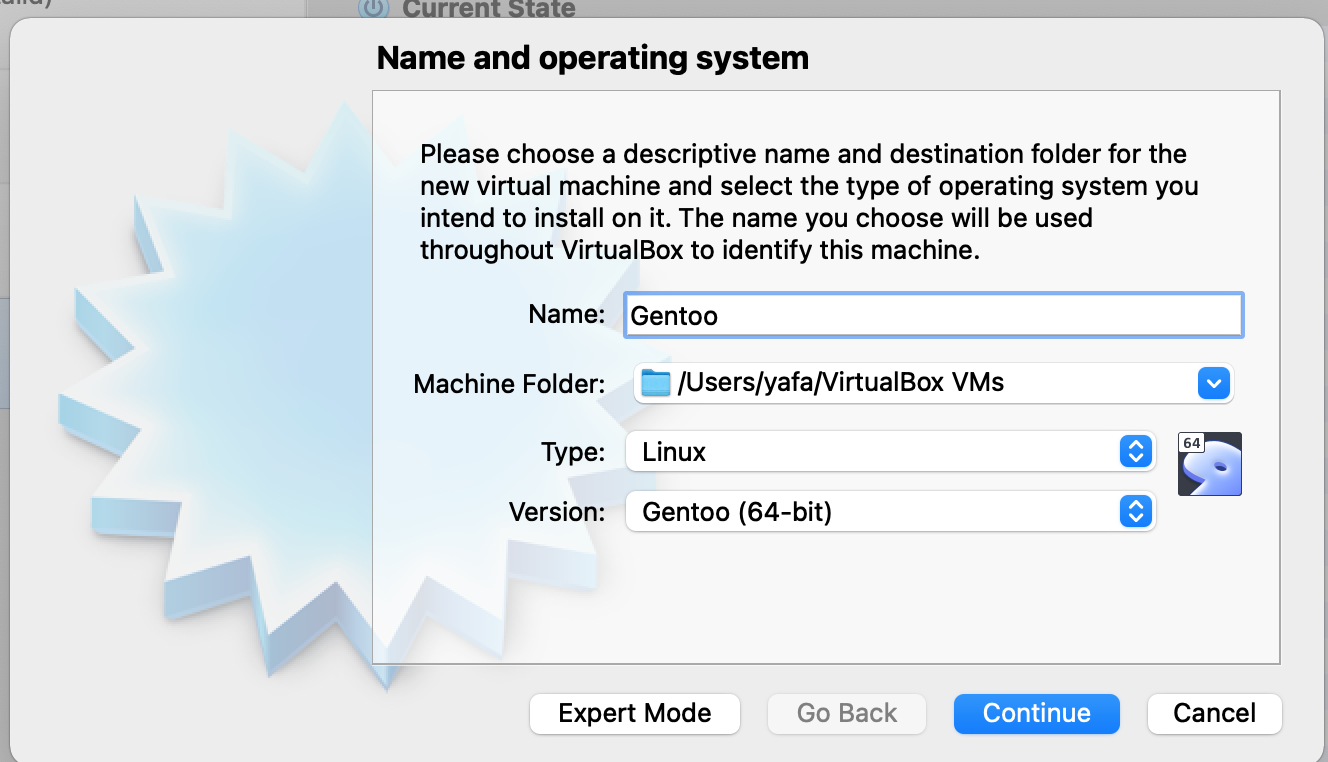 Current State
Name and operating system
Please choose a descriptive name and destination folder for the
new virtual machine and select the type of operating system you
intend to install on it. The name you choose will be used
throughout VirtualBox to identify this machine.
Name: Gentoo
Machine Folder: /Users/yafa/VirtualBox VMs
Type: Linux
64
Version: Gentoo (64-bit)
Expert Mode Go Back Continue Cancel